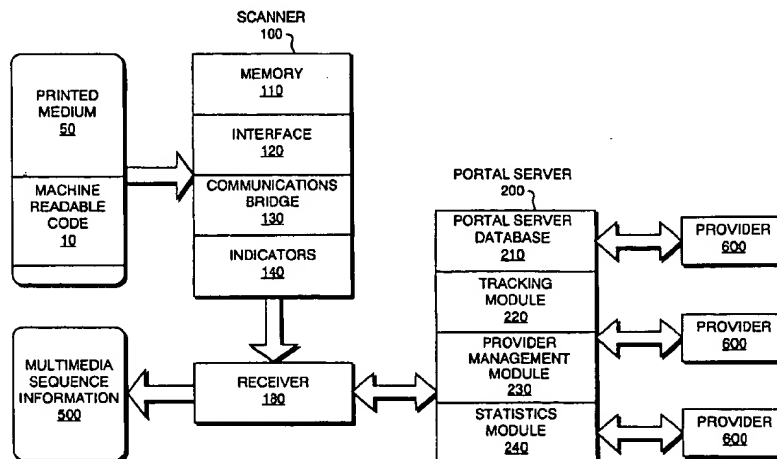 SCANNER
100
PRINTED
MEDIUM
50
MACHINE
READABLE
CODE
10
MEMORY
110
INTERFACE
120
COMMUNICATIONS
BRIDGE
130
INDICATORS
140
MULTIMEDIA
SEQUENCE
INFORMATION
500
RECEIVER
180
PORTAL SERVER
200
PORTAL SERVER
DATABASE
210
TRACKING
MODULE
220
PROVIDER
MANAGEMENT
MODULE
230
STATISTICS
MODULE
240
PROVIDER
600
PROVIDER
600
PROVIDER
600